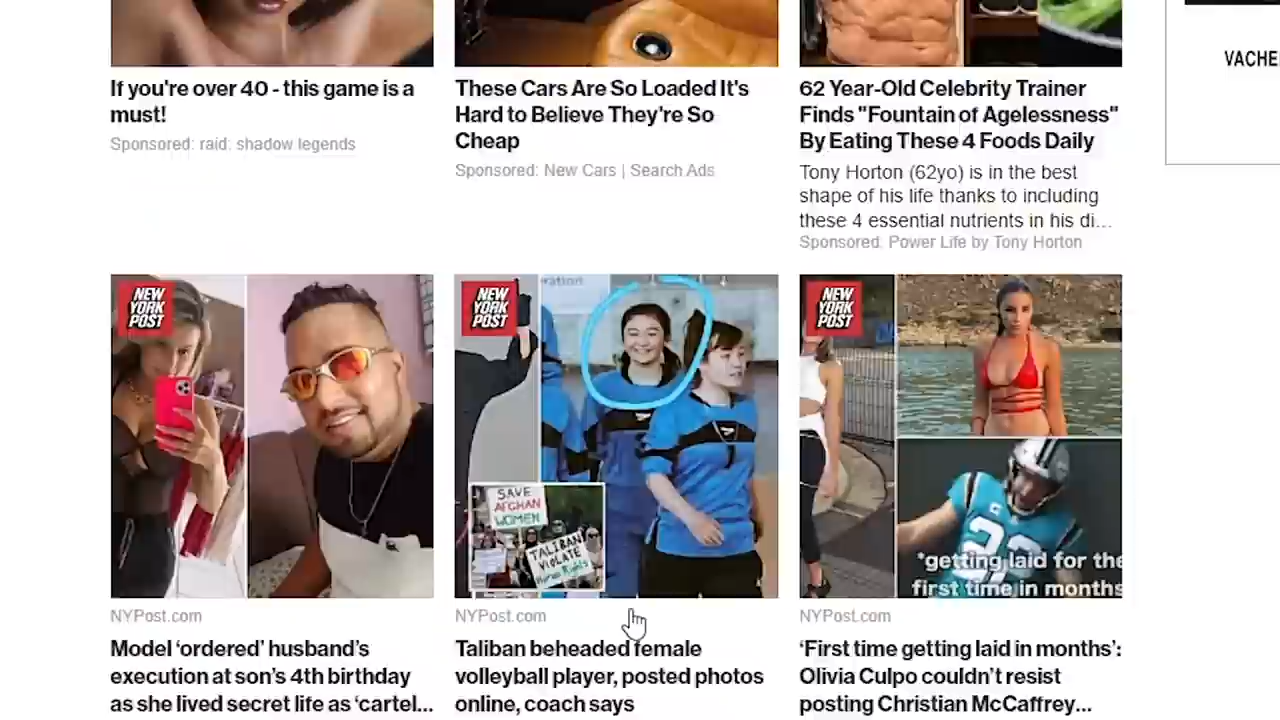 If you're over 40 - this game is a
must!
Sponsored: raid: shadow legends
These Cars Are So Loaded It's
Hard to Believe They're So
Cheap
Sponsored: New Cars | Search Ads
62 Year-Old Celebrity Trainer
Finds "Fountain of Agelessness"
By Eating These 4 Foods Daily
Tony Horton (62yo) is in the best
shape of his life thanks to including
these 4 essential nutrients in his di...
Sponsored: Power Life by Tony Horton
VACHE
NEW
YORK
POST
NYPost.com
Model ‘ordered’ husband’s
execution at son’s 4th birthday
as she lived secret life as ‘cartel...
NEW
YORK
POST
SAVE
AFGHAN
WOMEN
TALIBAN
VIOLATE
Human Rights
NYPost.com
Taliban beheaded female
volleyball player, posted photos
online, coach says
NEW
YORK
POST
*getting laid for the
first time in months
NYPost.com
‘First time getting laid in months’:
Olivia Culpo couldn’t resist
posting Christian McCaffrey...